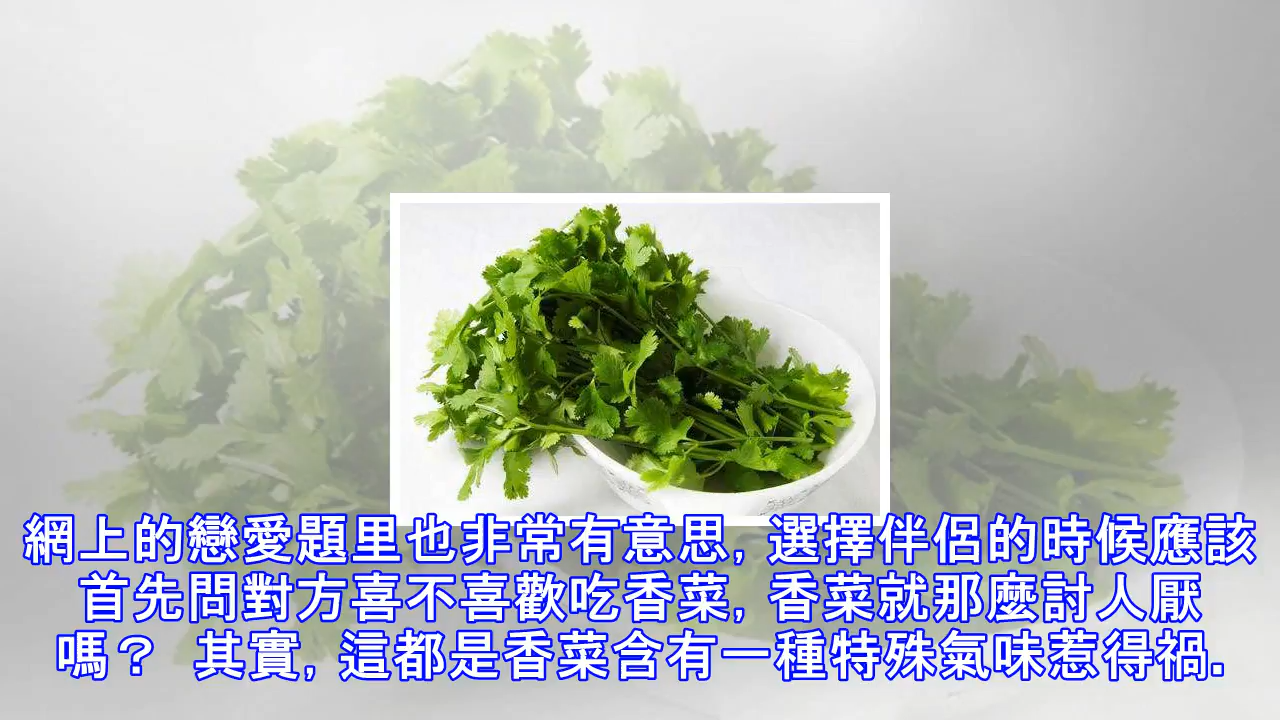 網上的戀愛題里也非常有意思, 選擇伴侶的時候應該
首先問對方喜不喜歡吃香菜, 香菜就那麼討人厭
嗎？ 其實, 這都是香菜含有一種特殊氣味惹得禍.